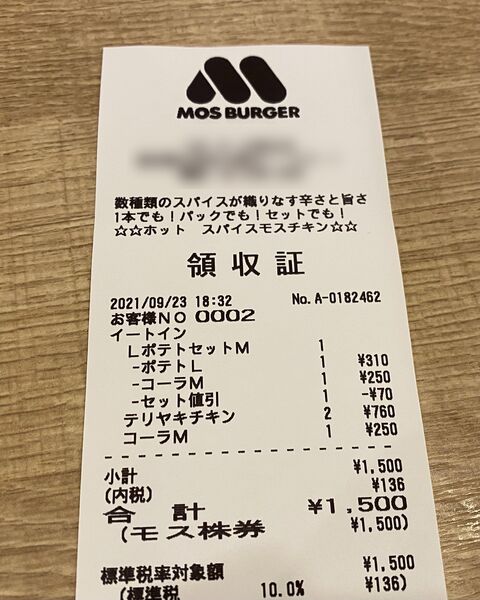 MOS BURGER
数種類のスパイスが織りなす辛さと旨さ
1本でも！パックでも！セットでも！
☆☆ホット　スパイスモスチキン☆☆
領収証
2021/09/23 18:32 No.A-0182462
お客様NO 0002
イートイン
LポテトセットM 1
-ポテトL 1 ¥310
-コーラM 1 ¥250
-セット値引 1 -¥70
テリヤキチキン 2 ¥760
コーラM 1 ¥250
小計 ¥1,500
(内税) ¥136
合計 ¥1,500
(モス株券 ¥1,500)
標準税率対象額 ¥1,500
(標準税 10.0% ¥136)